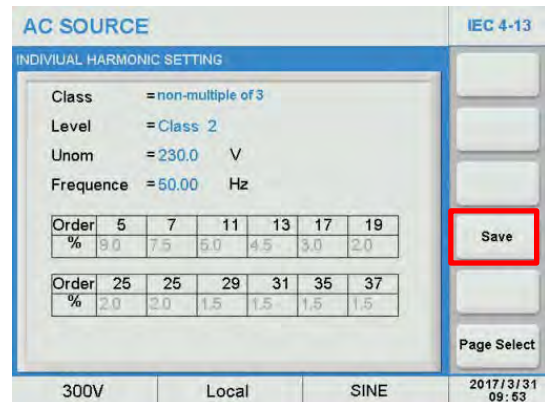 AC SOURCE
IEC 4-13
INDIVIUAL HARMONIC SETTING
Class =non-multiple of 3
Level =Class 2
Unom =230.0 V
Frequence =50.00 Hz
Order 5 7 11 13 17 19
% 9.0 7.5 5.0 4.5 3.0 2.0
Order 25 25 29 31 35 37
% 2.0 2.0 1.5 1.5 1.5 1.5
Save
Page Select
300V Local SINE 2017/3/31
09:53